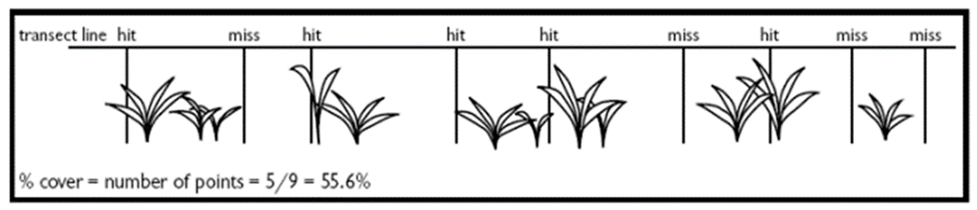 transect line hit miss hit hit hit miss hit miss miss
% cover = number of points = 5/9 = 55.6%